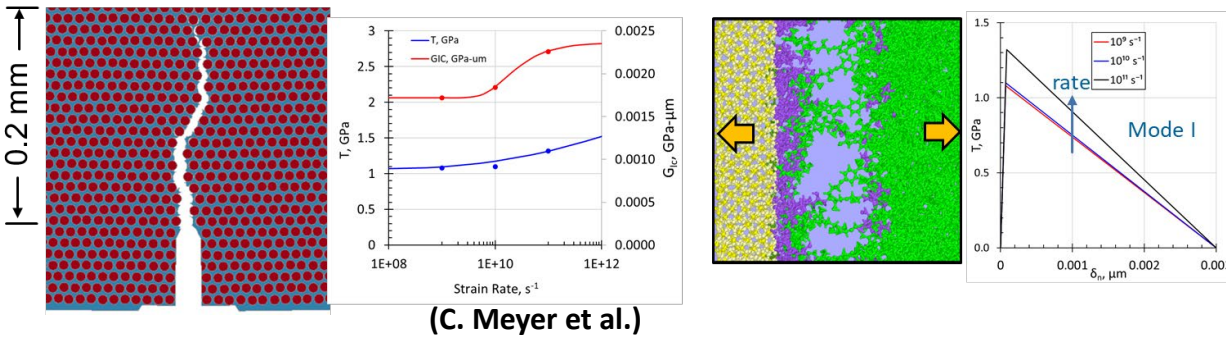 0.2 mm
3
2.5
2
1.5
1
0.5
0
T, GPa
T, GPa
GIC, GPa-um
0.0025
0.0020
0.0015
0.0010
0.0005
0.0000
G_Ic, GPa-μm
1E+08
1E+10
1E+12
Strain Rate, s⁻¹
(C. Meyer et al.)
1.5
1.0
0.5
0.0
T, GPa
10⁹ s⁻¹
10¹⁰ s⁻¹
10¹¹ s⁻¹
rate
Mode I
0
0.001
0.002
δₙ, μm